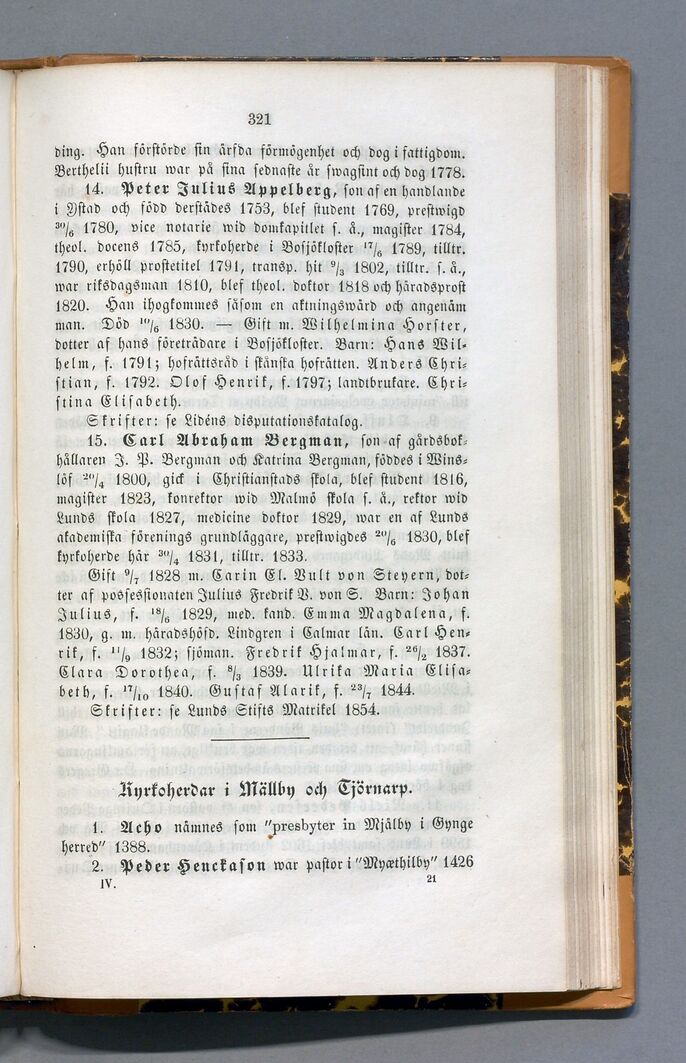 321
ding. Han förstörde sin ärfda förmögenhet och dog i fattigdom.
Berthelii hustru war på sina sednaste år swagsint och dog 1778.
14. Peter Julius Appelberg, son af en handlande
i Ystad och född derstädes 1753, blef student 1769, prestwigd
30/6 1780, vice notarie wid domkapitlet s. å., magister 1784,
theol. docens 1785, kyrkoherde i Bosjökloster 17/6 1789, tilltr.
1790, erhöll prostetitel 1791, transp. hit 9/3 1802, tilltr. s. å.,
war riksdagsman 1810, blef theol. doktor 1818 och häradsprost
1820. Han ihogkommes såsom en aktningswärd och angenäm
man. Död 10/6 1830. — Gift m. Wilhelmina Horster,
dotter af hans företrädare i Bosjökloster. Barn: Hans Wil-
helm, f. 1791; hofrättsråd i skånska hofrätten. Anders Chri-
stian, f. 1792. Olof Henrik, f. 1797; landtbrukare. Chri-
stina Elisabeth.
Skrifter: se Lidéns disputationskatalog.
15. Carl Abraham Bergman, son af gårdsbok-
hållaren J. P. Bergman och Katrina Bergman, föddes i Wins-
löf 20/4 1800, gick i Christianstads skola, blef student 1816,
magister 1823, konrektor wid Malmö skola s. å., rektor wid
Lunds skola 1827, medicine doktor 1829, war en af Lunds
akademiska förenings grundläggare, prestwigdes 20/6 1830, blef
kyrkoherde här 30/4 1831, tilltr. 1833.
Gift 9/7 1828 m. Carin El. Bult von Steyern, dot-
ter af possessionaten Julius Fredrik B. von S. Barn: Johan
Julius, f. 18/6 1829, med. kand. Emma Magdalena, f.
1830, g. m. häradshöfd. Lindgren i Calmar län. Carl Hen-
rik, f. 11/9 1832; sjöman. Fredrik Hjalmar, f. 26/2 1837.
Clara Dorothea, f. 8/3 1839. Ulrika Maria Elisa-
beth, f. 17/10 1840. Gustaf Alarik, f. 23/7 1844.
Skrifter: se Lunds Stifts Matrikel 1854.
Kyrkoherdar i Mällby och Tjörnarp.
1. Acho nämnes som "presbyter in Mjälby i Gynge
herred" 1388.
2. Peder Henckason war pastor i "Myæthilby" 1426
IV. 21